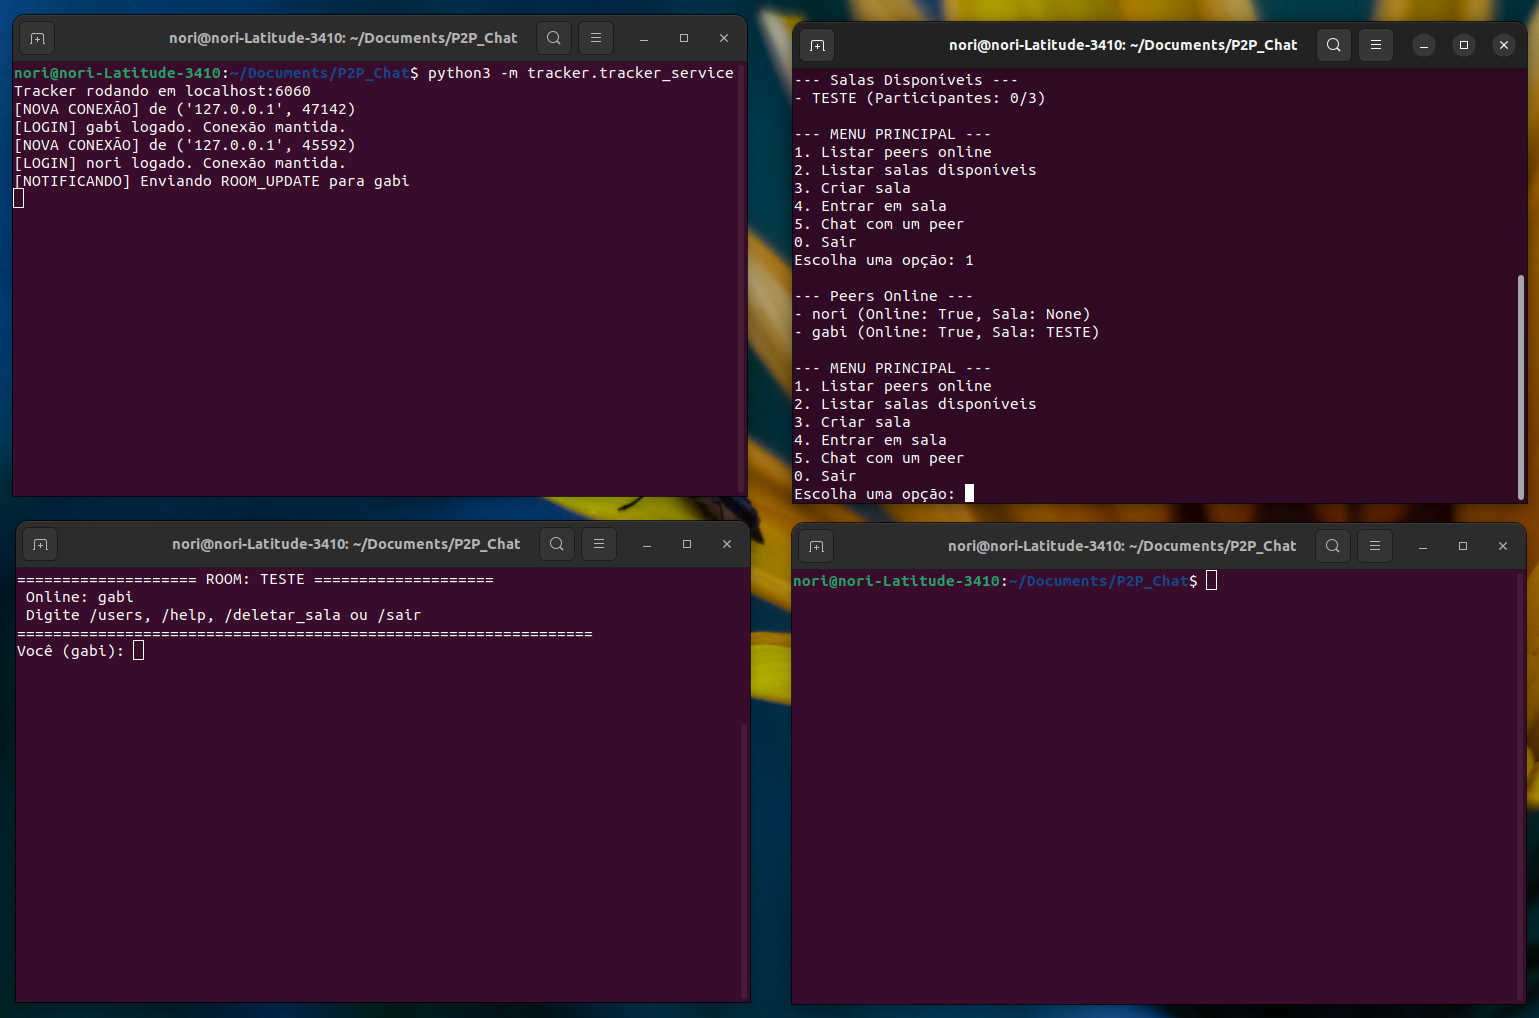 nori@nori-Latitude-3410: ~/Documents/P2P_Chat
nori@nori-Latitude-3410:~/Documents/P2P_Chat$ python3 -m tracker.tracker_service
Tracker rodando em localhost:6060
[NOVA CONEXÃO] de ('127.0.0.1', 47142)
[LOGIN] gabi logado. Conexão mantida.
[NOVA CONEXÃO] de ('127.0.0.1', 45592)
[LOGIN] nori logado. Conexão mantida.
[NOTIFICANDO] Enviando ROOM_UPDATE para gabi
nori@nori-Latitude-3410: ~/Documents/P2P_Chat
--- Salas Disponíveis ---
- TESTE (Participantes: 0/3)
--- MENU PRINCIPAL ---
1. Listar peers online
2. Listar salas disponíveis
3. Criar sala
4. Entrar em sala
5. Chat com um peer
0. Sair
Escolha uma opção: 1
--- Peers Online ---
- nori (Online: True, Sala: None)
- gabi (Online: True, Sala: TESTE)
--- MENU PRINCIPAL ---
1. Listar peers online
2. Listar salas disponíveis
3. Criar sala
4. Entrar em sala
5. Chat com um peer
0. Sair
Escolha uma opção:
nori@nori-Latitude-3410: ~/Documents/P2P_Chat
==================== ROOM: TESTE ====================
Online: gabi
Digite /users, /help, /deletar_sala ou /sair
================================================================
Você (gabi):
nori@nori-Latitude-3410: ~/Documents/P2P_Chat
nori@nori-Latitude-3410:~/Documents/P2P_Chat$